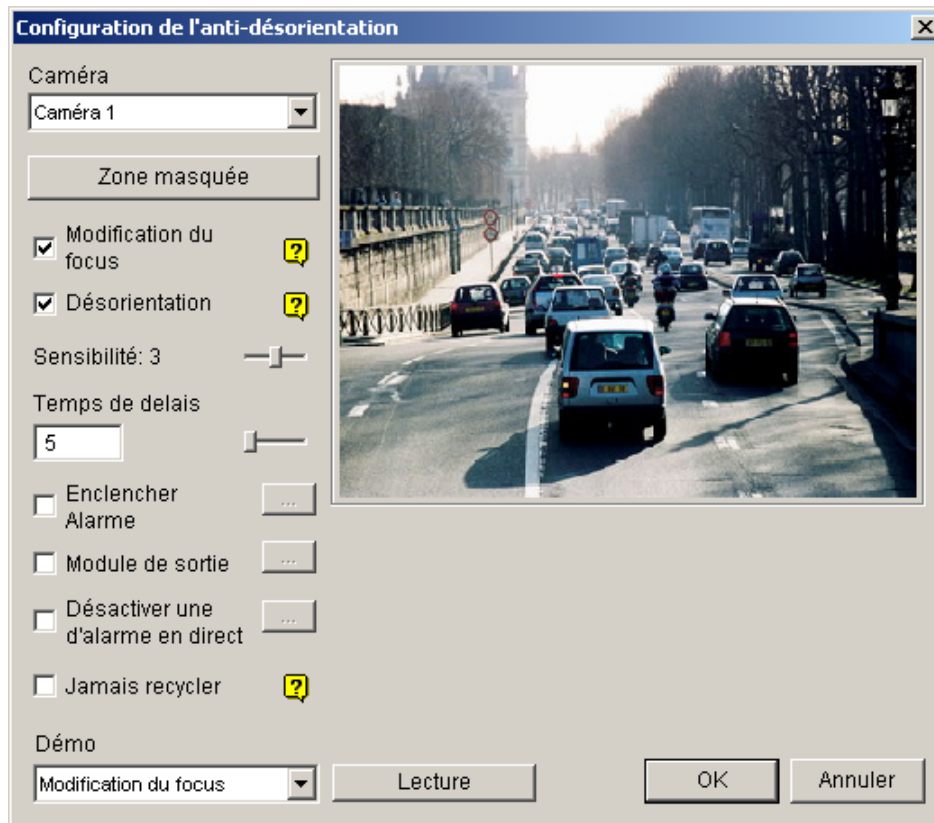 Configuration de l'anti-désorientation
Caméra
Caméra 1
Zone masquée
Modification du
focus
Désorientation
Sensibilité: 3
Temps de delais
5
Enclencher
Alarme
...
Module de sortie
...
Désactiver une
d'alarme en direct
...
Jamais recycler
Démo
Modification du focus
Lecture
OK
Annuler